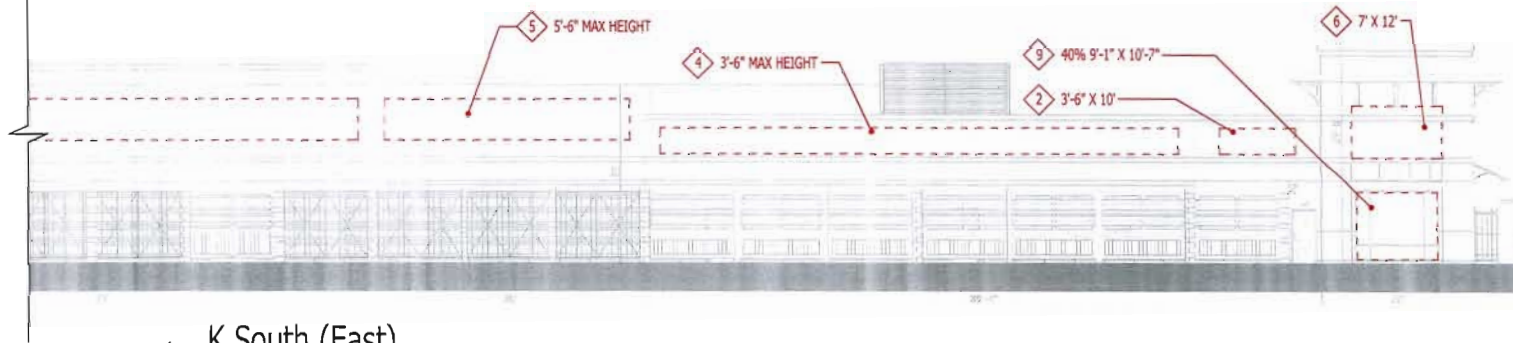 5 5'-6" MAX HEIGHT
4 3'-6" MAX HEIGHT
9 40% 9'-1" X 10'-7"
2 3'-6" X 10'
6 7' X 12'
K South (East)